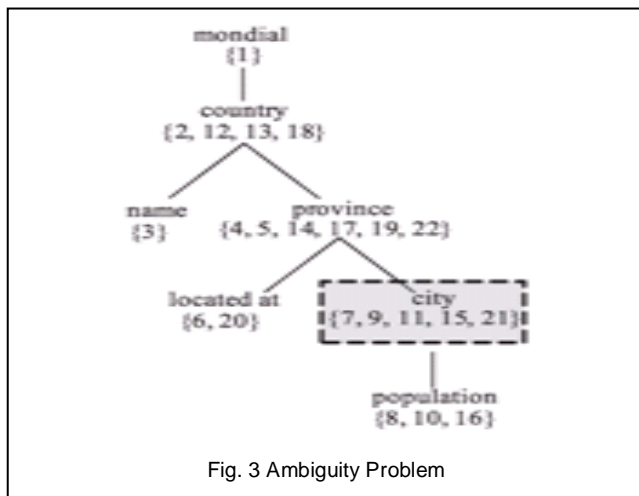 mondial
{1}
country
{2, 12, 13, 18}
name
province
{3}
{4, 5, 14, 17, 19, 22}
located at
city
{6, 20}
{7, 9, 11, 15, 21}
population
{8, 10, 16}
Fig. 3 Ambiguity Problem